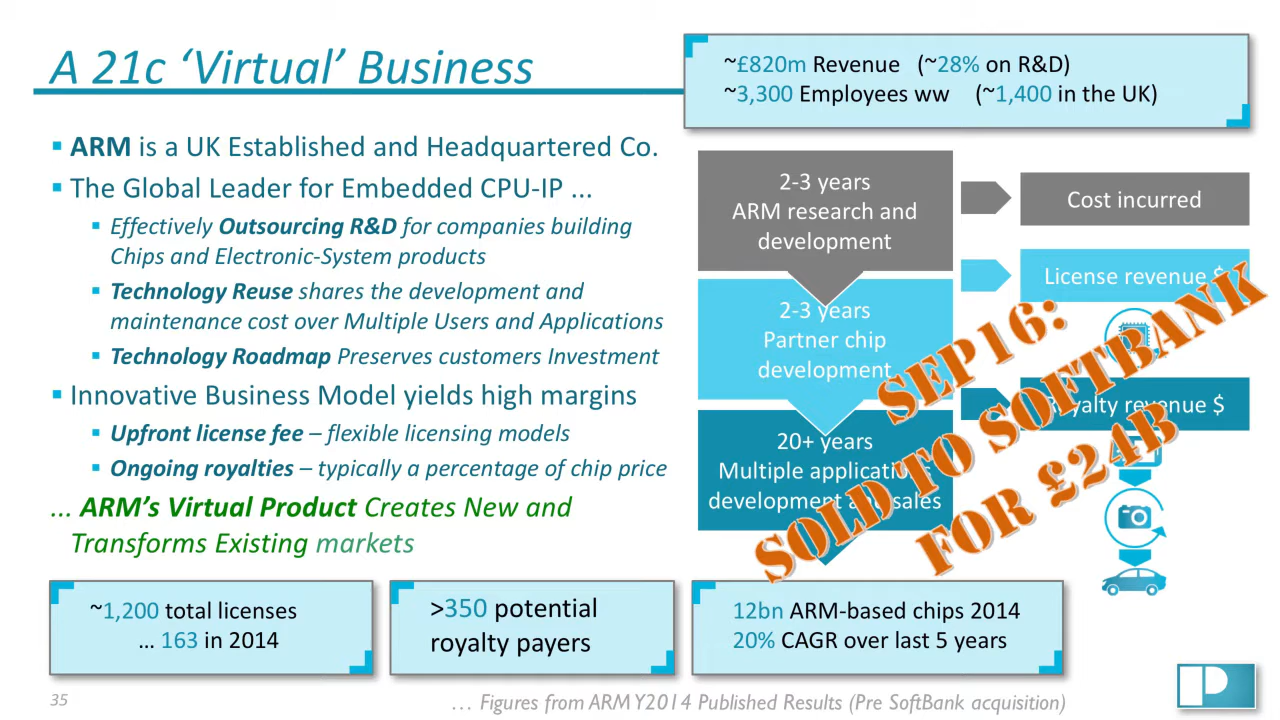 A 21c ‘Virtual’ Business
~£820m Revenue (~28% on R&D)
~3,300 Employees ww (~1,400 in the UK)
▪ ARM is a UK Established and Headquartered Co.
▪ The Global Leader for Embedded CPU-IP ...
▪ Effectively Outsourcing R&D for companies building
Chips and Electronic-System products
▪ Technology Reuse shares the development and
maintenance cost over Multiple Users and Applications
▪ Technology Roadmap Preserves customers Investment
▪ Innovative Business Model yields high margins
▪ Upfront license fee – flexible licensing models
▪ Ongoing royalties – typically a percentage of chip price
... ARM’s Virtual Product Creates New and
Transforms Existing markets
2-3 years
ARM research and
development
Cost incurred
2-3 years
Partner chip
development
License revenue $
20+ years
Multiple applications
development and sales
Royalty revenue $
SEP16:
SOLD TO SOFTBANK
FOR £24B
~1,200 total licenses
… 163 in 2014
>350 potential
royalty payers
12bn ARM-based chips 2014
20% CAGR over last 5 years
35
… Figures from ARM Y2014 Published Results (Pre SoftBank acquisition)
P